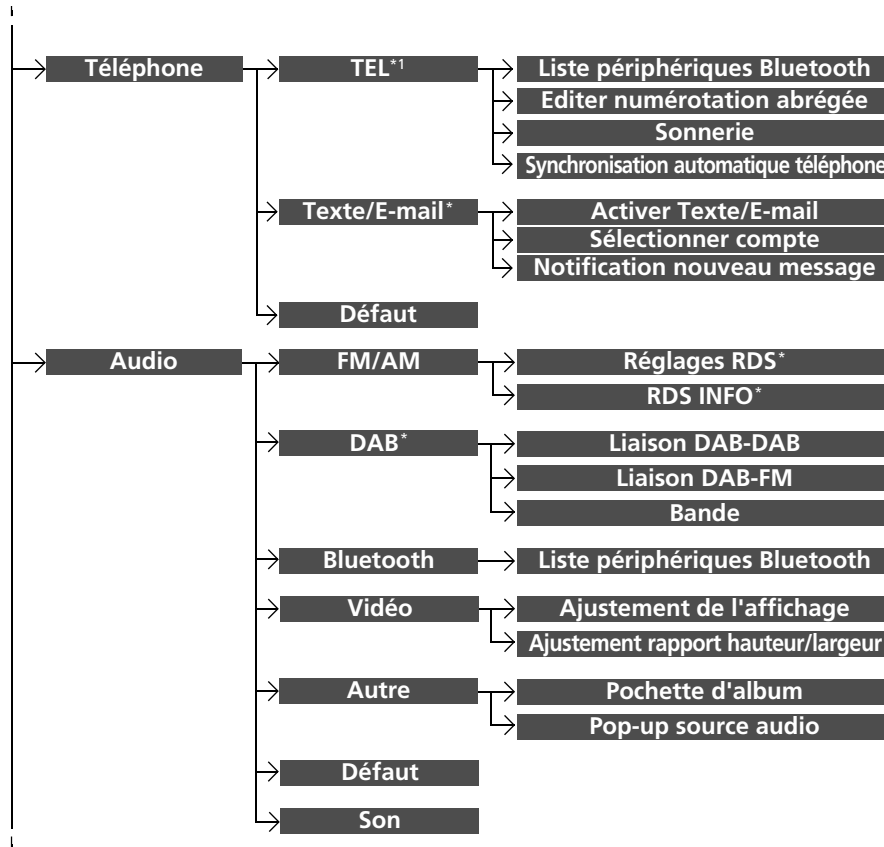 Téléphone
TEL*1
Liste périphériques Bluetooth
Editer numérotation abrégée
Sonnerie
Synchronisation automatique téléphone
Texte/E-mail*
Activer Texte/E-mail
Sélectionner compte
Notification nouveau message
Défaut
Audio
FM/AM
Réglages RDS*
RDS INFO*
DAB*
Liaison DAB-DAB
Liaison DAB-FM
Bande
Bluetooth
Liste périphériques Bluetooth
Vidéo
Ajustement de l'affichage
Ajustement rapport hauteur/largeur
Autre
Pochette d'album
Pop-up source audio
Défaut
Son